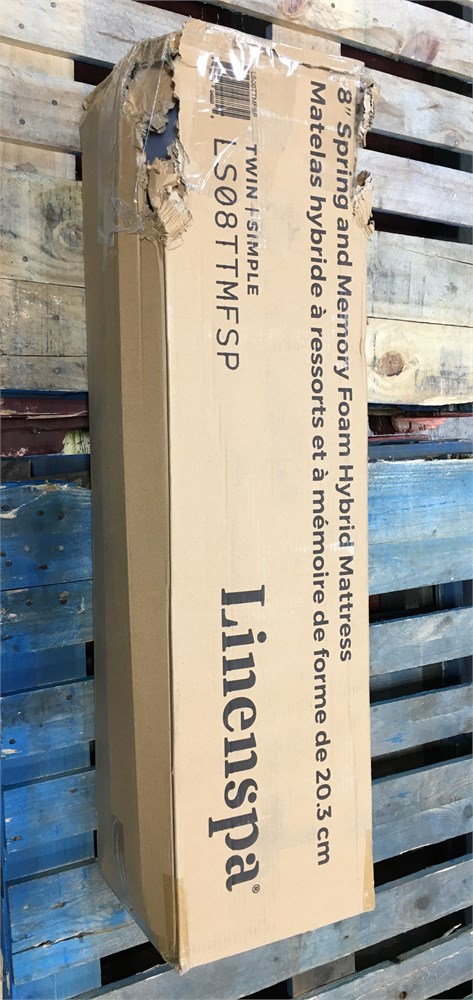 8" Spring and Memory Foam Hybrid Mattress
Matelas hybride à ressorts et à mémoire de forme de 20.3 cm
TWIN | SIMPLE
LS08TTMFSP
LS08TTMFSP
Linenspa®